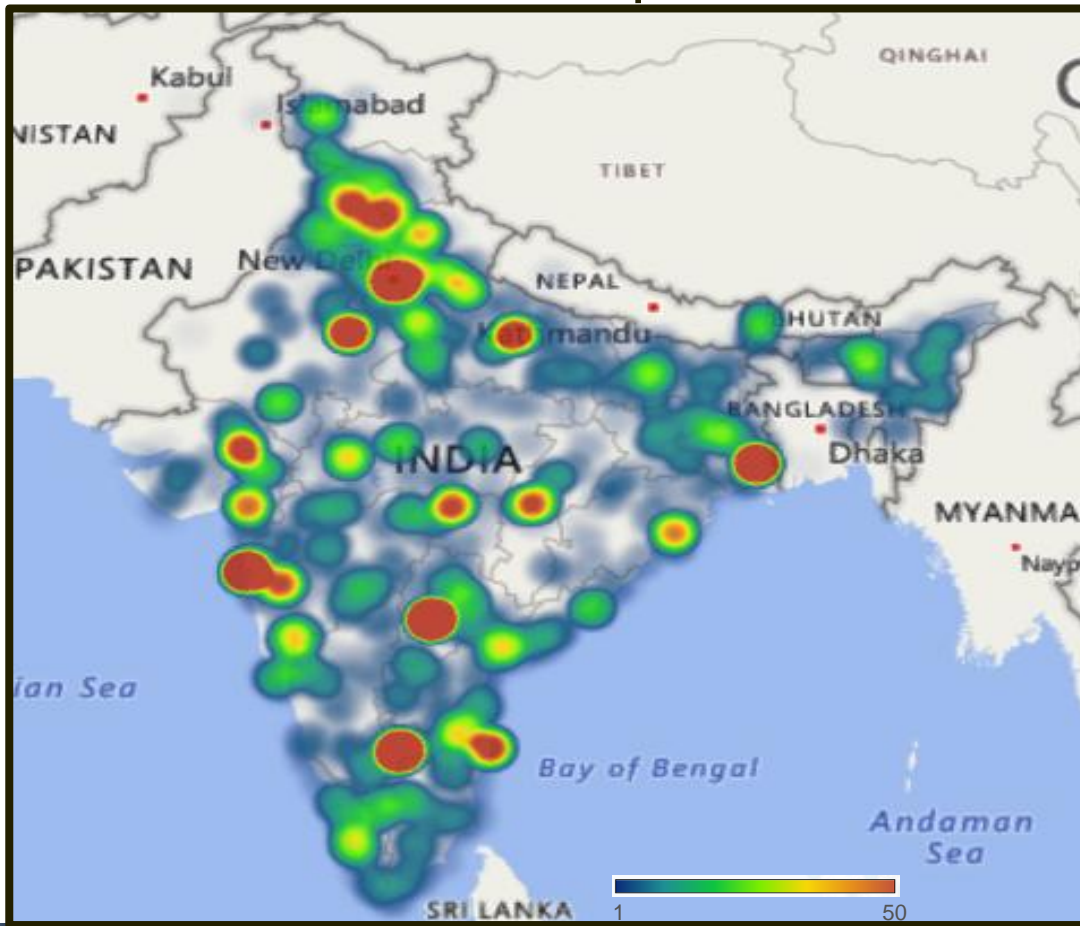 QINGHAI
Kabul
Islamabad
NISTAN
TIBET
PAKISTAN
New Delhi
NEPAL
Kathmandu
BHUTAN
BANGLADESH
INDIA
Dhaka
MYANMA
Nayp
ian Sea
Bay of Bengal
Andaman
Sea
SRI LANKA
1 50